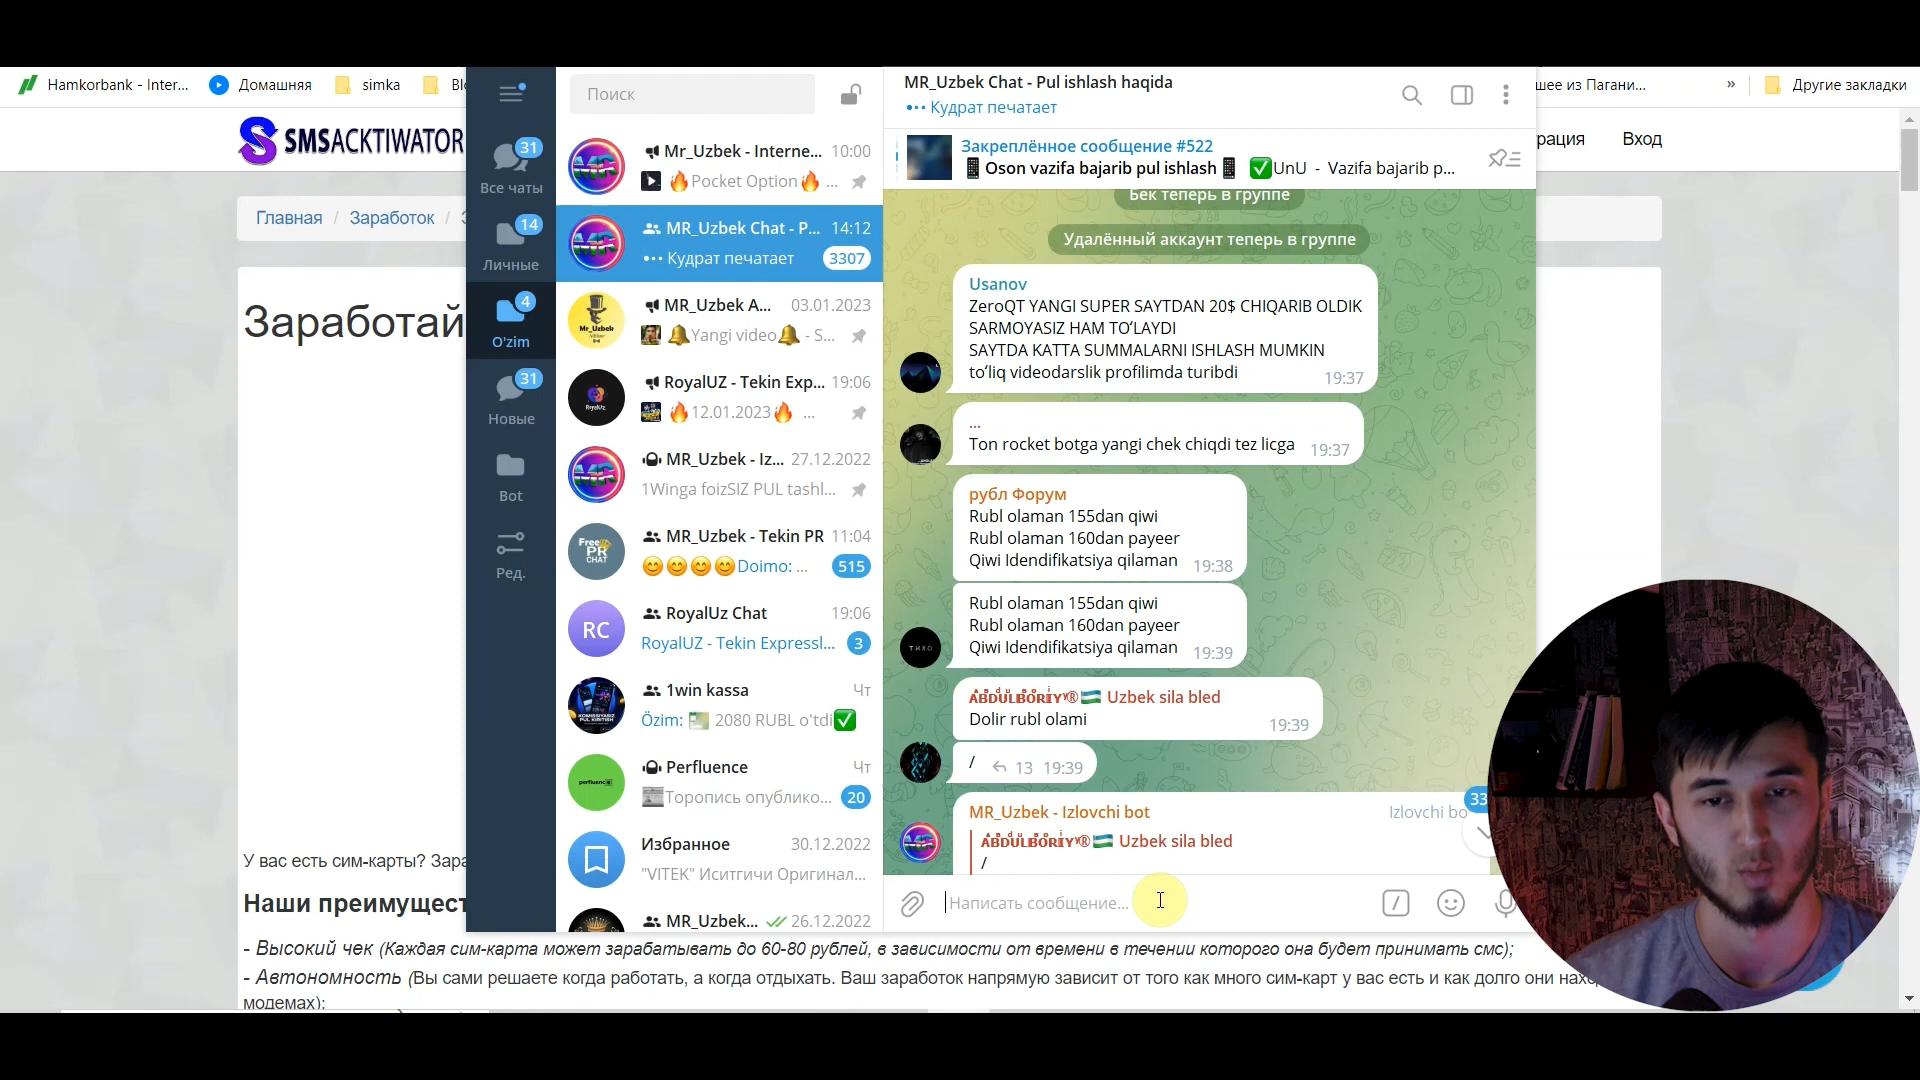 Hamkorbank - Inter...
Домашняя
simka
Другие закладки
SMSACKTIWATOR
Вход
Главная / Заработок /
Заработай
У вас есть сим-карты?
- Высокий чек (Каждая сим-карта может зарабатывать до 60-80 рублей, в зависимости от времени в течении которого она будет принимать смс);
- Автономность (Вы сами решаете когда работать, а когда отдыхать. Ваш заработок напрямую зависит от того как много сим-карт у вас есть и как долго они
модемах);
Наши
31
Все чаты
14
Личные
4
O'zim
31
Новые
Bot
Ред.
Поиск
Mr_Uzbek - Interne... 10:00
🔥Pocket Option🔥 ...
MR_Uzbek Chat - P... 14:12
Кудрат печатает 3307
MR_Uzbek A... 03.01.2023
🔔Yangi video🔔 - S...
RoyalUZ - Tekin Exp... 19:06
🔥12.01.2023🔥 ...
MR_Uzbek - Iz... 27.12.2022
1Winga foizSIZ PUL tashl...
MR_Uzbek - Tekin PR 11:04
😊😊😊😊Doimo: ... 515
RC
RoyalUz Chat 19:06
RoyalUZ - Tekin Expressl... 3
1win kassa Чт
Özim: 2080 RUBL o'tdi✅
Perfluence Чт
Торопись опублико... 20
Избранное 30.12.2022
"VITEK" Иситгичи Оригинал...
MR_Uzbek... 26.12.2022
MR_Uzbek Chat - Pul ishlash haqida
Кудрат печатает
Закреплённое сообщение #522
📱Oson vazifa bajarib pul ishlash📱 ✅UnU - Vazifa bajarib p...
Бек теперь в группе
Удалённый аккаунт теперь в группе
Usanov
ZeroQT YANGI SUPER SAYTDAN 20$ CHIQARIB OLDIK
SARMOYASIZ HAM TOʻLAYDI
SAYTDA KATTA SUMMALARNI ISHLASH MUMKIN
toʻliq videodarslik profilimda turibdi 19:37
...
Ton rocket botga yangi chek chiqdi tez licga 19:37
рубл Форум
Rubl olaman 155dan qiwi
Rubl olaman 160dan payeer
Qiwi Idendifikatsiya qilaman 19:38
Rubl olaman 155dan qiwi
Rubl olaman 160dan payeer
Qiwi Idendifikatsiya qilaman 19:39
Uzbek sila bled
Dolir rubl olami 19:39
/ 13 19:39
MR_Uzbek - Izlovchi bot Izlovchi
Uzbek sila bled
/
Написать сообщение...